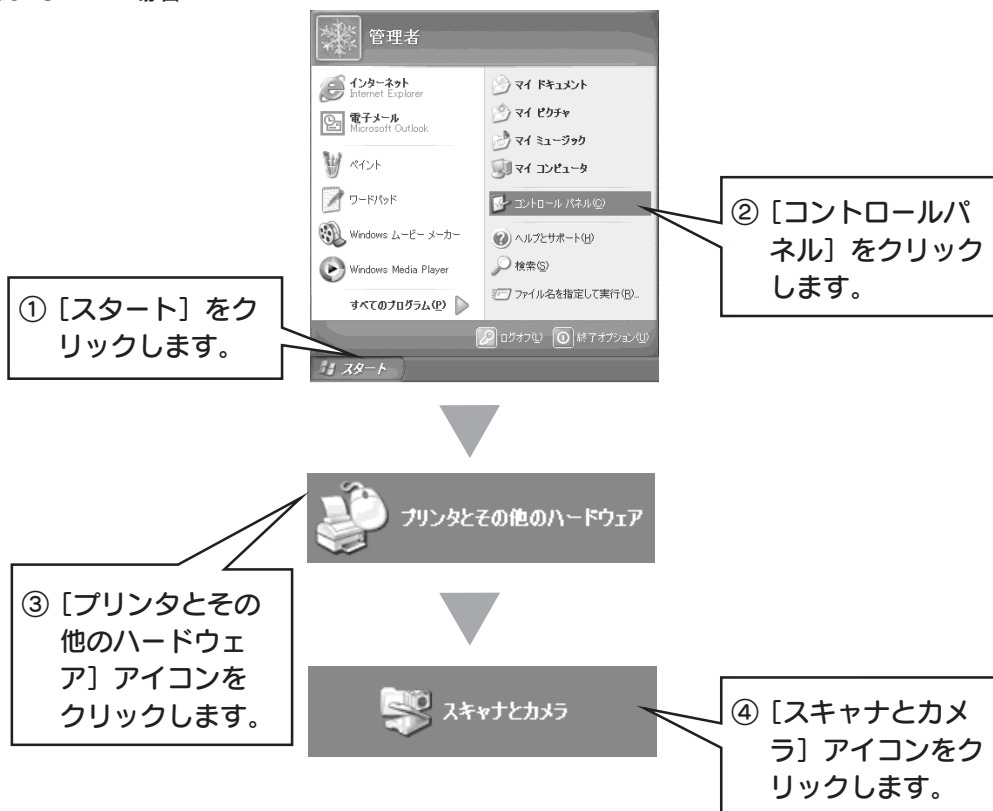 管理者
インターネット
Internet Explorer
電子メール
Microsoft Outlook
ペイント
ワードパッド
Windows ムービー メーカー
Windows Media Player
すべてのプログラム(P)
マイ ドキュメント
マイ ピクチャ
マイ ミュージック
マイ コンピュータ
コントロール パネル(C)
ヘルプとサポート(H)
検索(S)
ファイル名を指定して実行(R)...
ログオフ(L)
終了オプション(U)
スタート
① [スタート] をク
リックします。
② [コントロールパ
ネル] をクリック
します。
プリンタとその他のハードウェア
③ [プリンタとその
他のハードウェ
ア] アイコンを
クリックします。
スキャナとカメラ
④ [スキャナとカメ
ラ] アイコンをク
リックします。